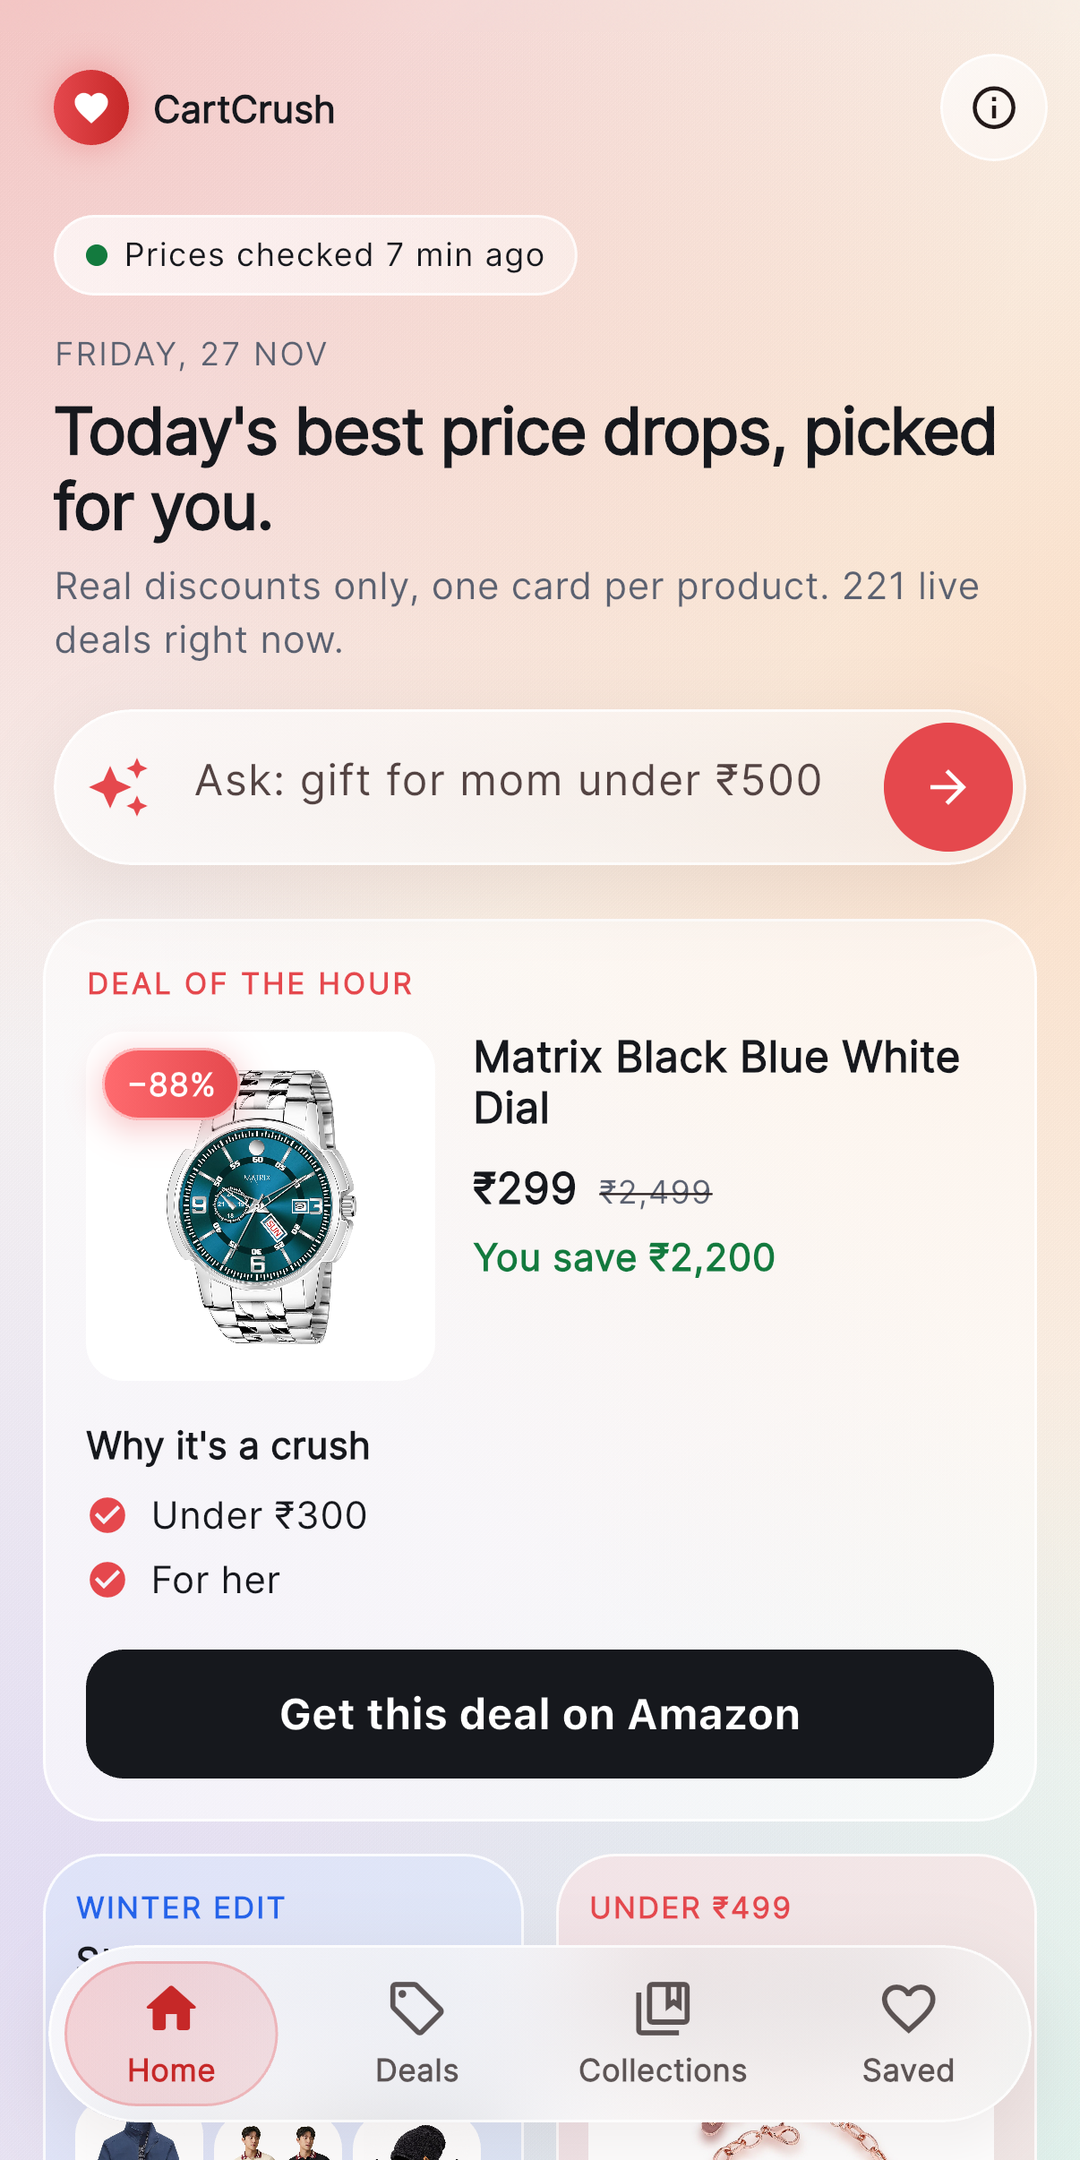 CartCrush
Prices checked 7 min ago
FRIDAY, 27 NOV
Today's best price drops, picked
for you.
Real discounts only, one card per product. 221 live
deals right now.
Ask: gift for mom under ₹500
DEAL OF THE HOUR
−88%
Matrix Black Blue White
Dial
₹299 ₹2,499
You save ₹2,200
Why it's a crush
Under ₹300
For her
Get this deal on Amazon
WINTER EDIT
UNDER ₹499
Home
Deals
Collections
Saved